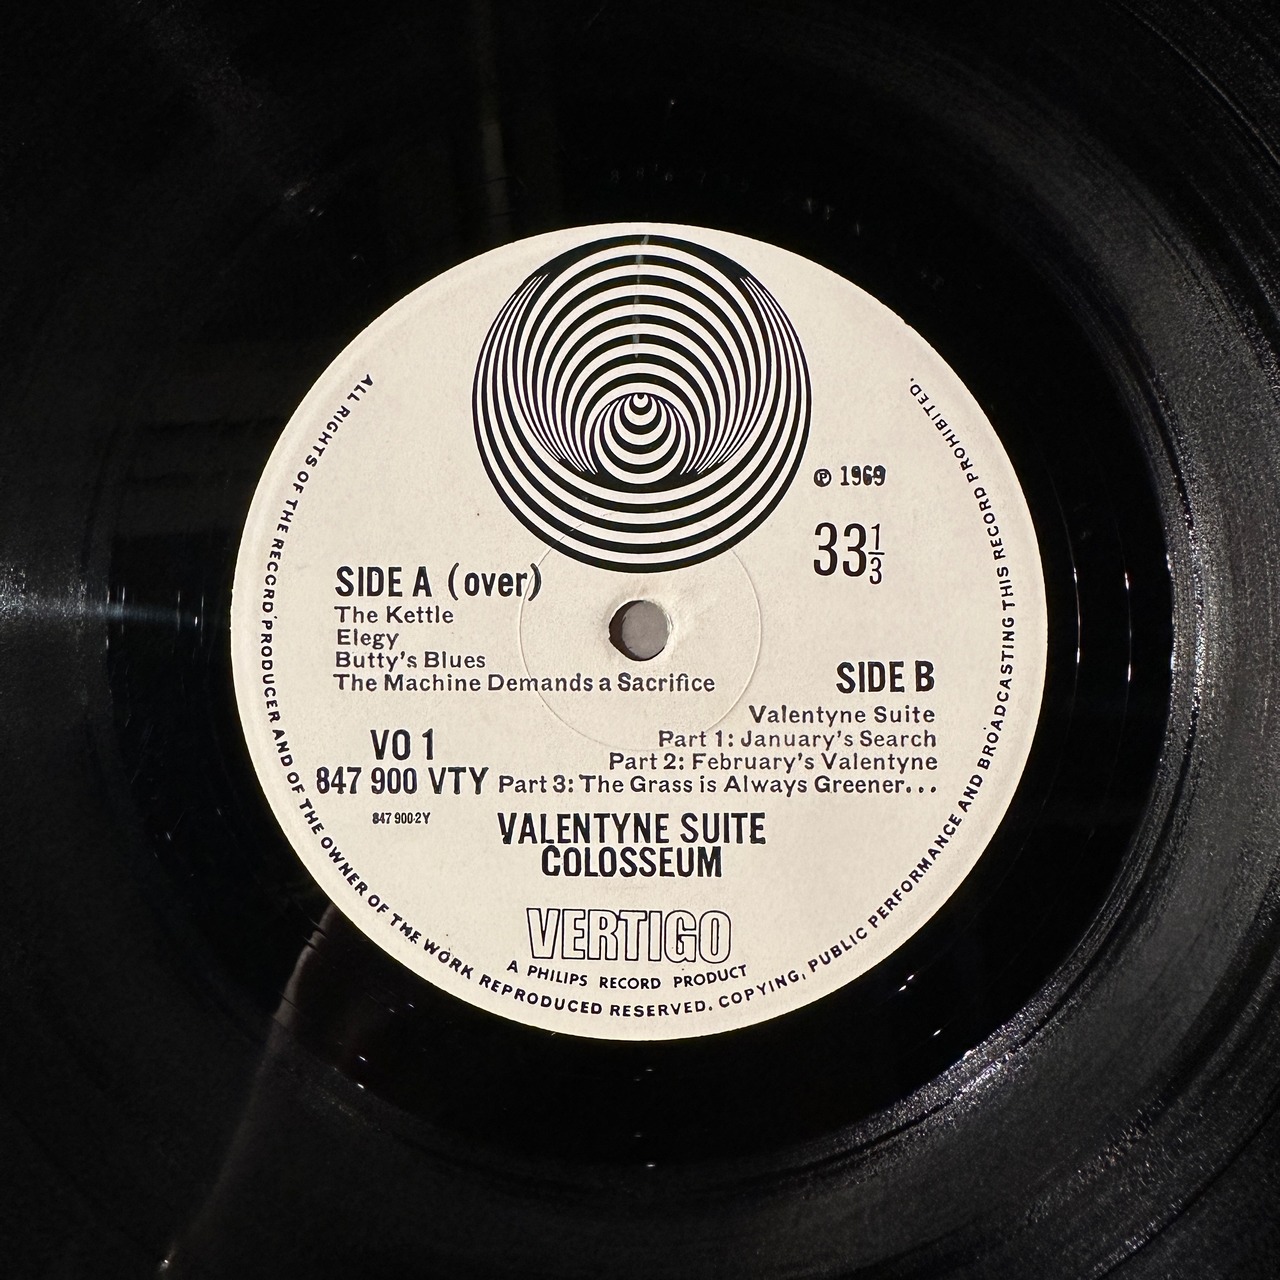 ℗ 1969
33 1/3
SIDE A (over)
The Kettle
Elegy
Butty's Blues
The Machine Demands a Sacrifice
SIDE B
Valentyne Suite
Part 1: January's Search
Part 2: February's Valentyne
Part 3: The Grass is Always Greener...
VO 1
847 900 VTY
847 900·2Y
VALENTYNE SUITE
COLOSSEUM
VERTIGO
A PHILIPS RECORD PRODUCT
ALL RIGHTS OF THE RECORD PRODUCER AND OF THE OWNER OF THE WORK REPRODUCED RESERVED. COPYING, PUBLIC PERFORMANCE AND BROADCASTING THIS RECORD PROHIBITED.